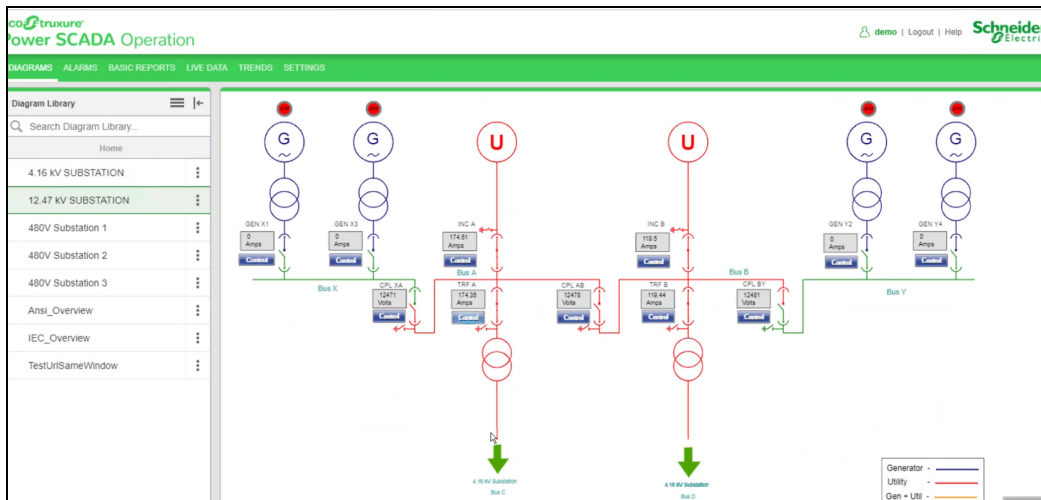 co Struxure
Power SCADA Operation
demo | Logout | Help
Schneider
Electric
DIAGRAMS ALARMS BASIC REPORTS LIVE DATA TRENDS SETTINGS
Diagram Library
Search Diagram Library...
Home
4.16 kV SUBSTATION
12.47 kV SUBSTATION
480V Substation 1
480V Substation 2
480V Substation 3
Ansi_Overview
IEC_Overview
TestUrlSameWindow
G G U U G G
GEN X1 GEN X3 INC A INC B GEN Y2 GEN Y4
0 Amps
Control
0 Amps
Control
174.51 Amps
Control
119.5 Amps
Control
0 Amps
Control
0 Amps
Control
Bus X
Bus A
Bus B
Bus Y
CPL XA TRF A CPL AB TRF B CPL BY
12471 Volts
Control
174.35 Amps
Control
12478 Volts
Control
119.44 Amps
Control
12481 Volts
Control
4.16 kV Substation
Bus C
4.16 kV Substation
Bus D
Generator -
Utility -
Gen + Util -